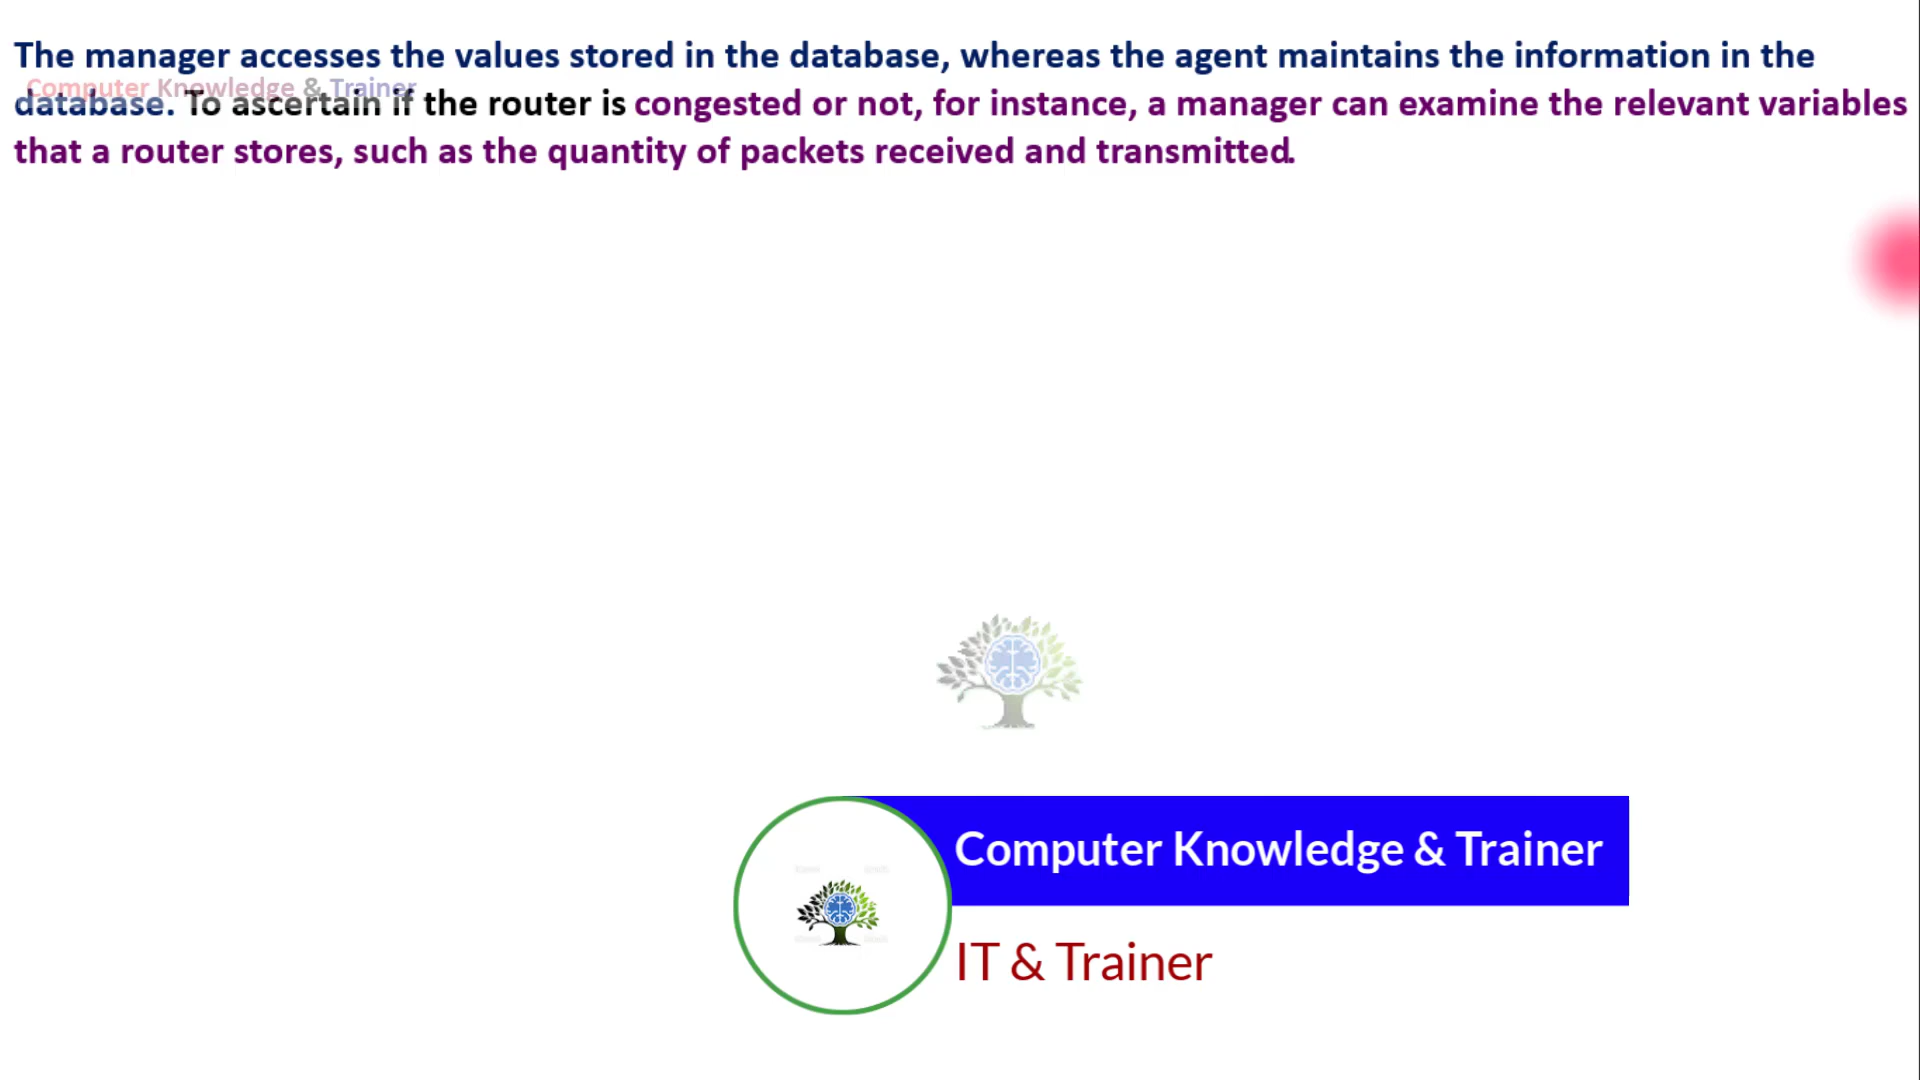 The manager accesses the values stored in the database, whereas the agent maintains the information in the
Computer Knowledge & Trainer
database. To ascertain if the router is congested or not, for instance, a manager can examine the relevant variables
that a router stores, such as the quantity of packets received and transmitted.
Computer Knowledge & Trainer
IT & Trainer